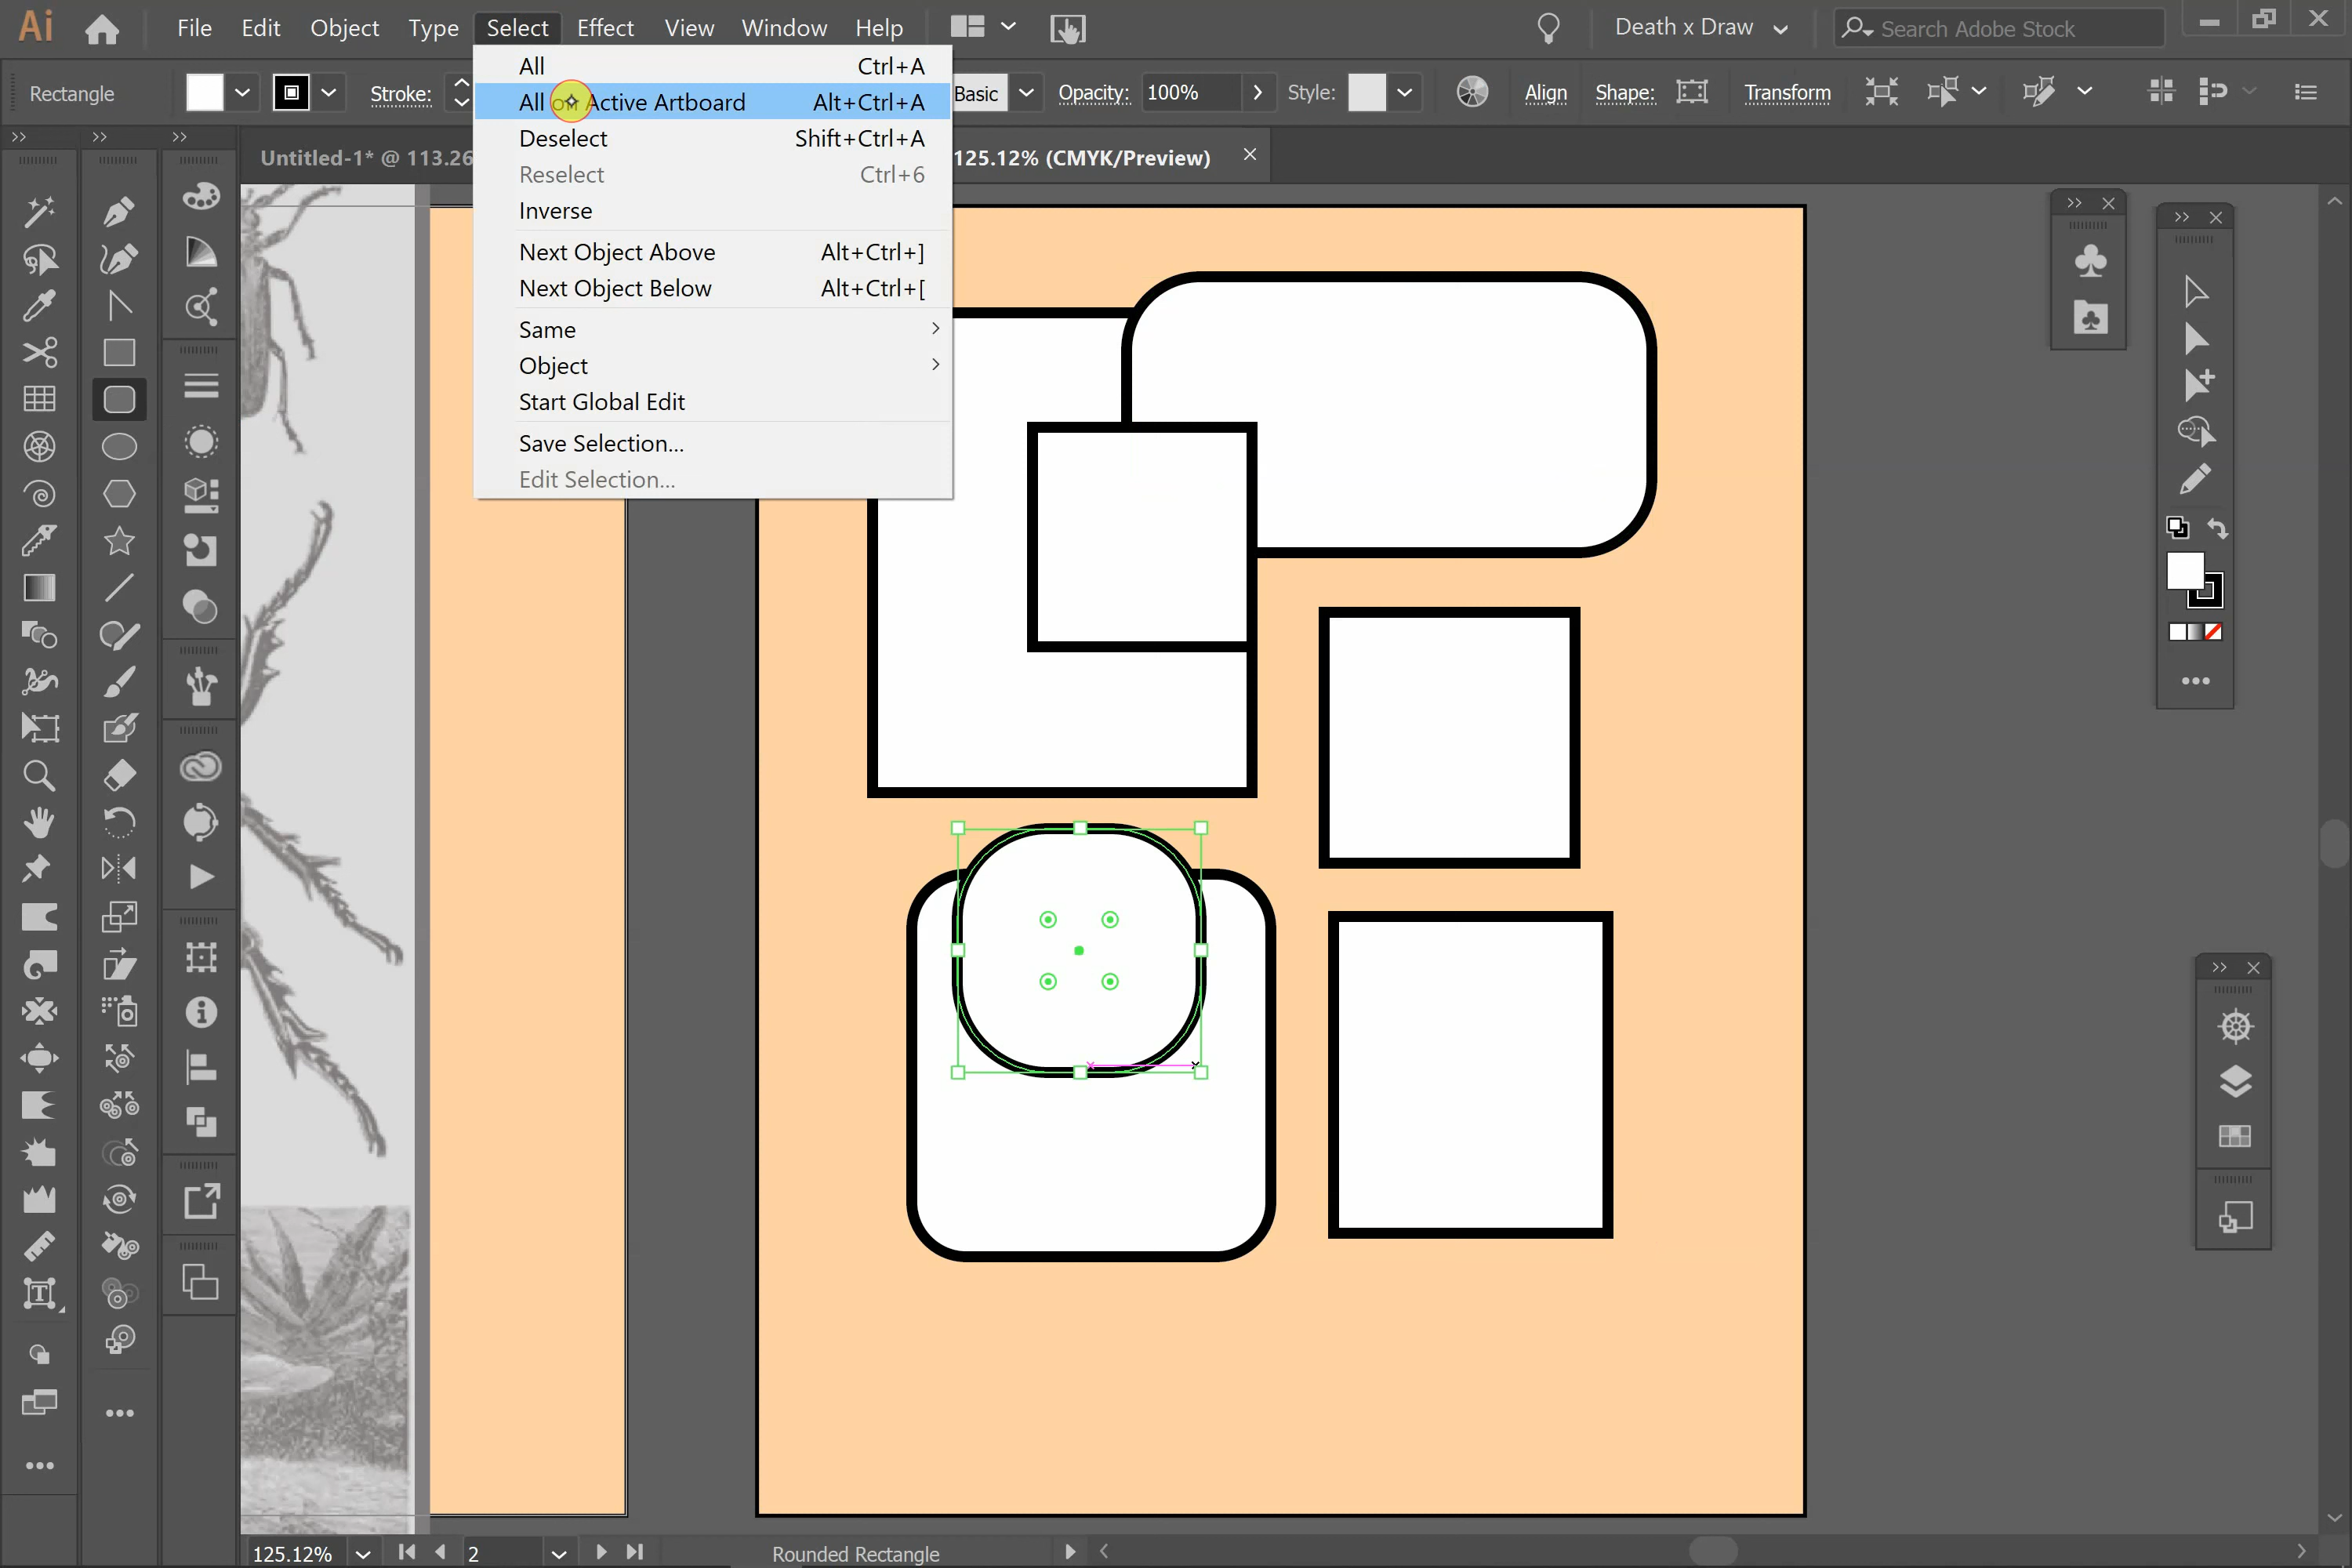 Ai File Edit Object Type Select Effect View Window Help Death x Draw Search Adobe Stock
Rectangle Stroke: Basic Opacity: 100% Style: Align Shape: Transform
All Ctrl+A
All on Active Artboard Alt+Ctrl+A
Deselect Shift+Ctrl+A
Untitled-1* @ 113.26 125.12% (CMYK/Preview)
Reselect Ctrl+6
Inverse
Next Object Above Alt+Ctrl+]
Next Object Below Alt+Ctrl+[
Same
Object
Start Global Edit
Save Selection...
Edit Selection...
125.12% 2 Rounded Rectangle